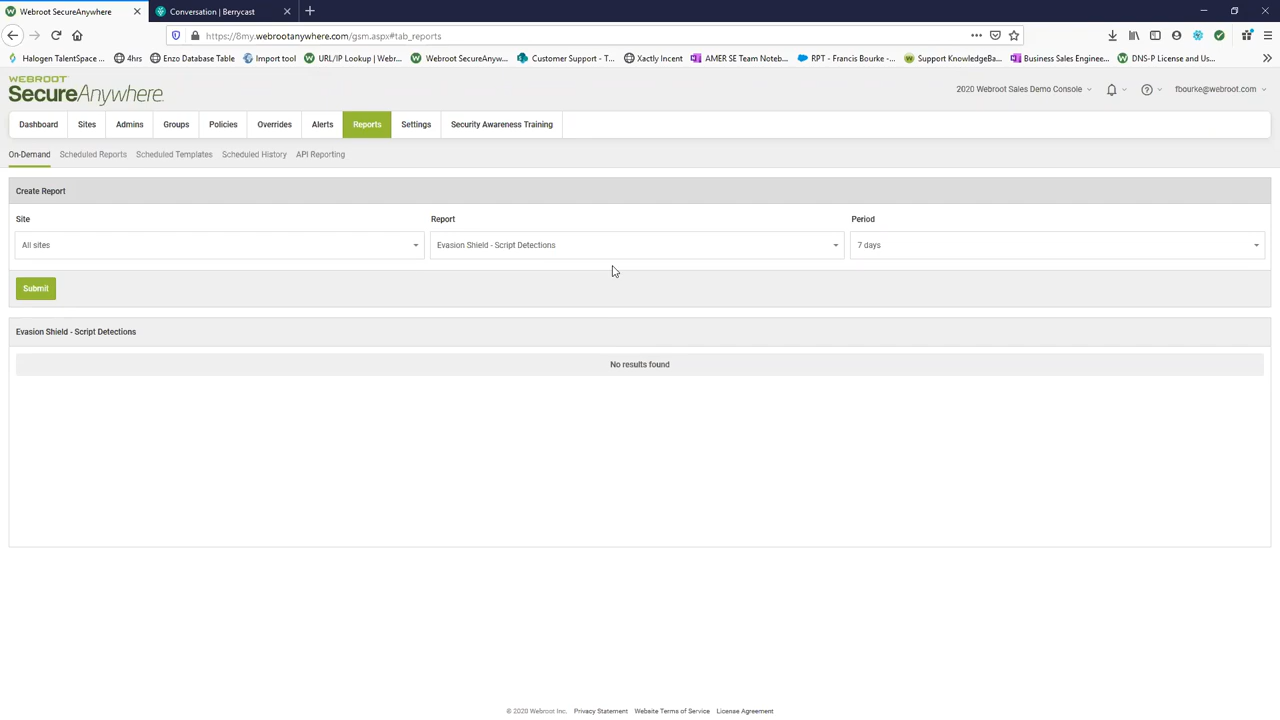 Webroot SecureAnywhere
Conversation | Berrycast
https://8my.webrootanywhere.com/gsm.aspx#tab_reports
Halogen TalentSpace ... 4hrs Enzo Database Table Import tool URL/IP Lookup | Webr... Webroot SecureAnyw... Customer Support - T... Xactly Incent AMER SE Team Noteb... RPT - Francis Bourke -... Support KnowledgeBa... Business Sales Enginee... DNS-P License and Us...
WEBROOT
SecureAnywhere.
2020 Webroot Sales Demo Console
fbourke@webroot.com
Dashboard Sites Admins Groups Policies Overrides Alerts Reports Settings Security Awareness Training
On-Demand Scheduled Reports Scheduled Templates Scheduled History API Reporting
Create Report
Site Report Period
All sites Evasion Shield - Script Detections 7 days
Submit
Evasion Shield - Script Detections
No results found
© 2020 Webroot Inc. Privacy Statement Website Terms of Service License Agreement